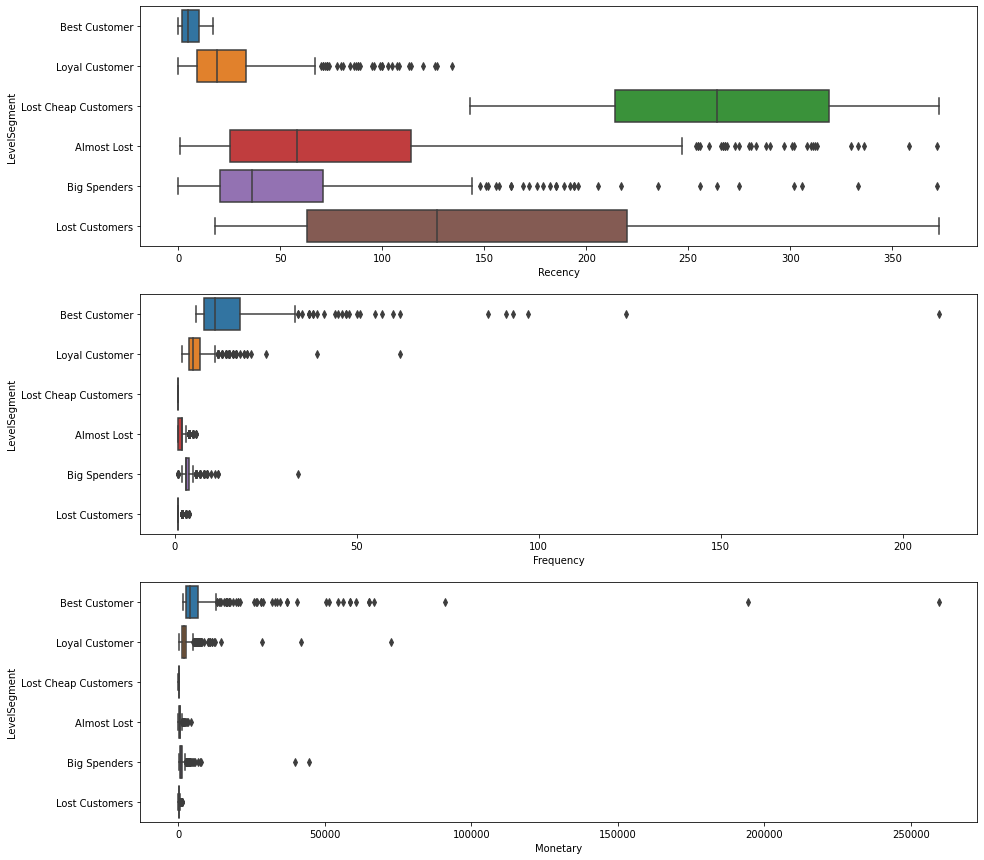 Best Customer
Loyal Customer
Lost Cheap Customers
Almost Lost
Big Spenders
Lost Customers
LevelSegment
0 50 100 150 200 250 300 350
Recency
Best Customer
Loyal Customer
Lost Cheap Customers
Almost Lost
Big Spenders
Lost Customers
LevelSegment
0 50 100 150 200
Frequency
Best Customer
Loyal Customer
Lost Cheap Customers
Almost Lost
Big Spenders
Lost Customers
LevelSegment
0 50000 100000 150000 200000 250000
Monetary